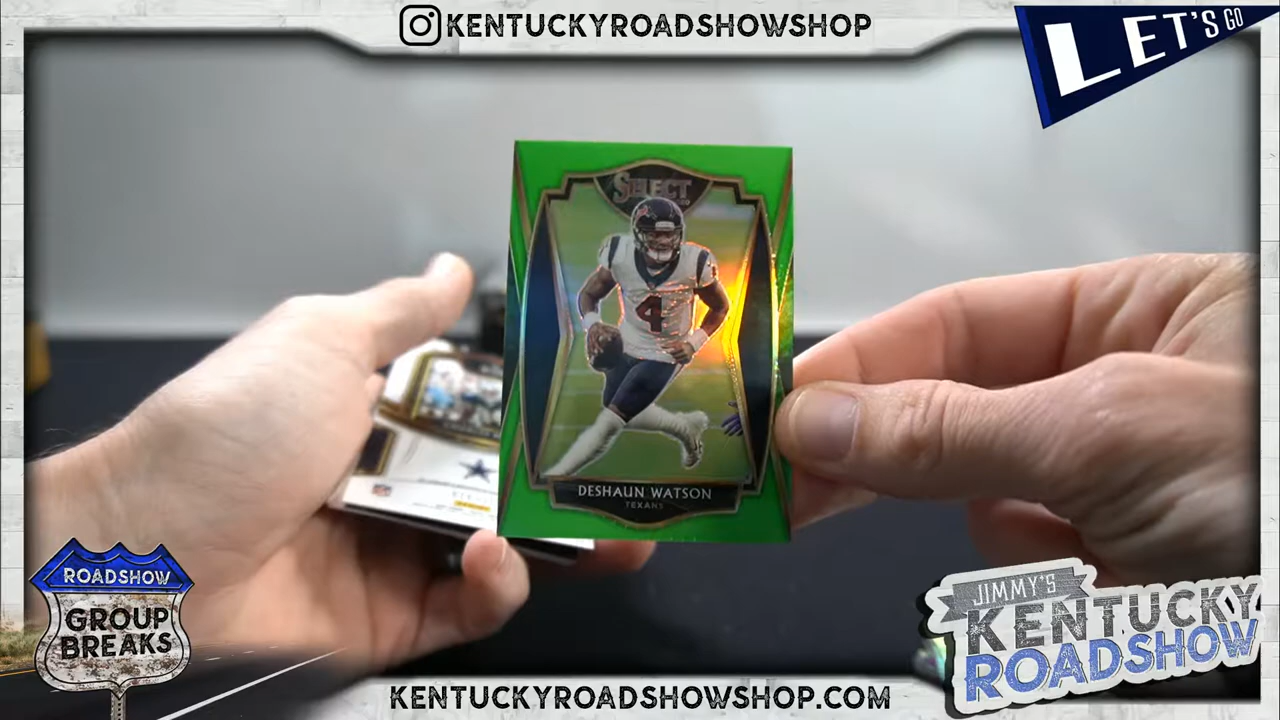 KENTUCKYROADSHOWSHOP
LET'S GO
SELECT
4
DESHAUN WATSON
TEXANS
ROADSHOW
GROUP
BREAKS
JIMMY'S
KENTUCKY
ROADSHOW
KENTUCKYROADSHOWSHOP.COM